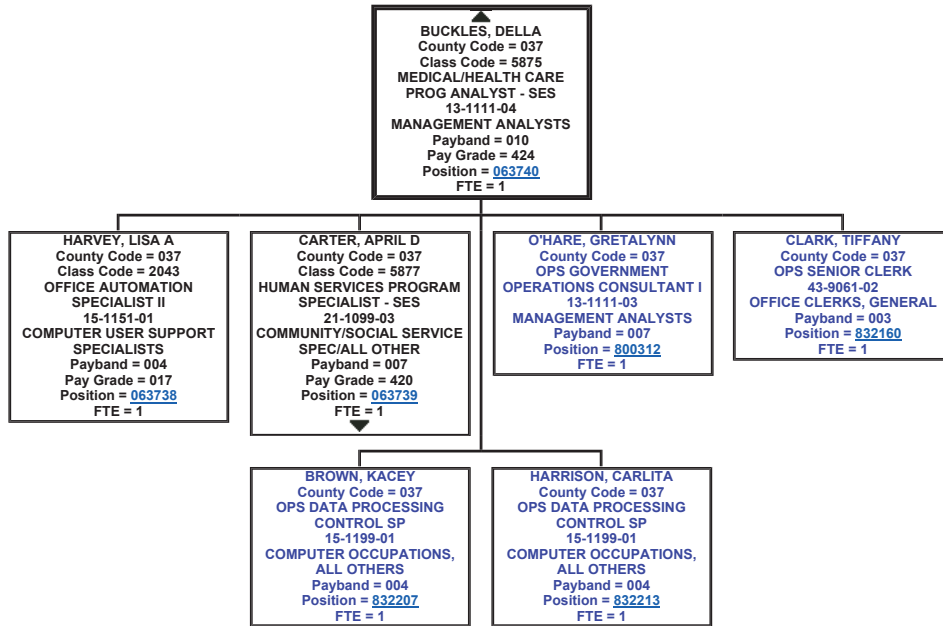 BUCKLES, DELLA
County Code = 037
Class Code = 5875
MEDICAL/HEALTH CARE
PROG ANALYST - SES
13-1111-04
MANAGEMENT ANALYSTS
Payband = 010
Pay Grade = 424
Position = 063740
FTE = 1
HARVEY, LISA A
County Code = 037
Class Code = 2043
OFFICE AUTOMATION
SPECIALIST II
15-1151-01
COMPUTER USER SUPPORT
SPECIALISTS
Payband = 004
Pay Grade = 017
Position = 063738
FTE = 1
CARTER, APRIL D
County Code = 037
Class Code = 5877
HUMAN SERVICES PROGRAM
SPECIALIST - SES
21-1099-03
COMMUNITY/SOCIAL SERVICE
SPEC/ALL OTHER
Payband = 007
Pay Grade = 420
Position = 063739
FTE = 1
O'HARE, GRETALYNN
County Code = 037
OPS GOVERNMENT
OPERATIONS CONSULTANT I
13-1111-03
MANAGEMENT ANALYSTS
Payband = 007
Position = 800312
FTE = 1
CLARK, TIFFANY
County Code = 037
OPS SENIOR CLERK
43-9061-02
OFFICE CLERKS, GENERAL
Payband = 003
Position = 832160
FTE = 1
BROWN, KACEY
County Code = 037
OPS DATA PROCESSING
CONTROL SP
15-1199-01
COMPUTER OCCUPATIONS,
ALL OTHERS
Payband = 004
Position = 832207
FTE = 1
HARRISON, CARLITA
County Code = 037
OPS DATA PROCESSING
CONTROL SP
15-1199-01
COMPUTER OCCUPATIONS,
ALL OTHERS
Payband = 004
Position = 832213
FTE = 1